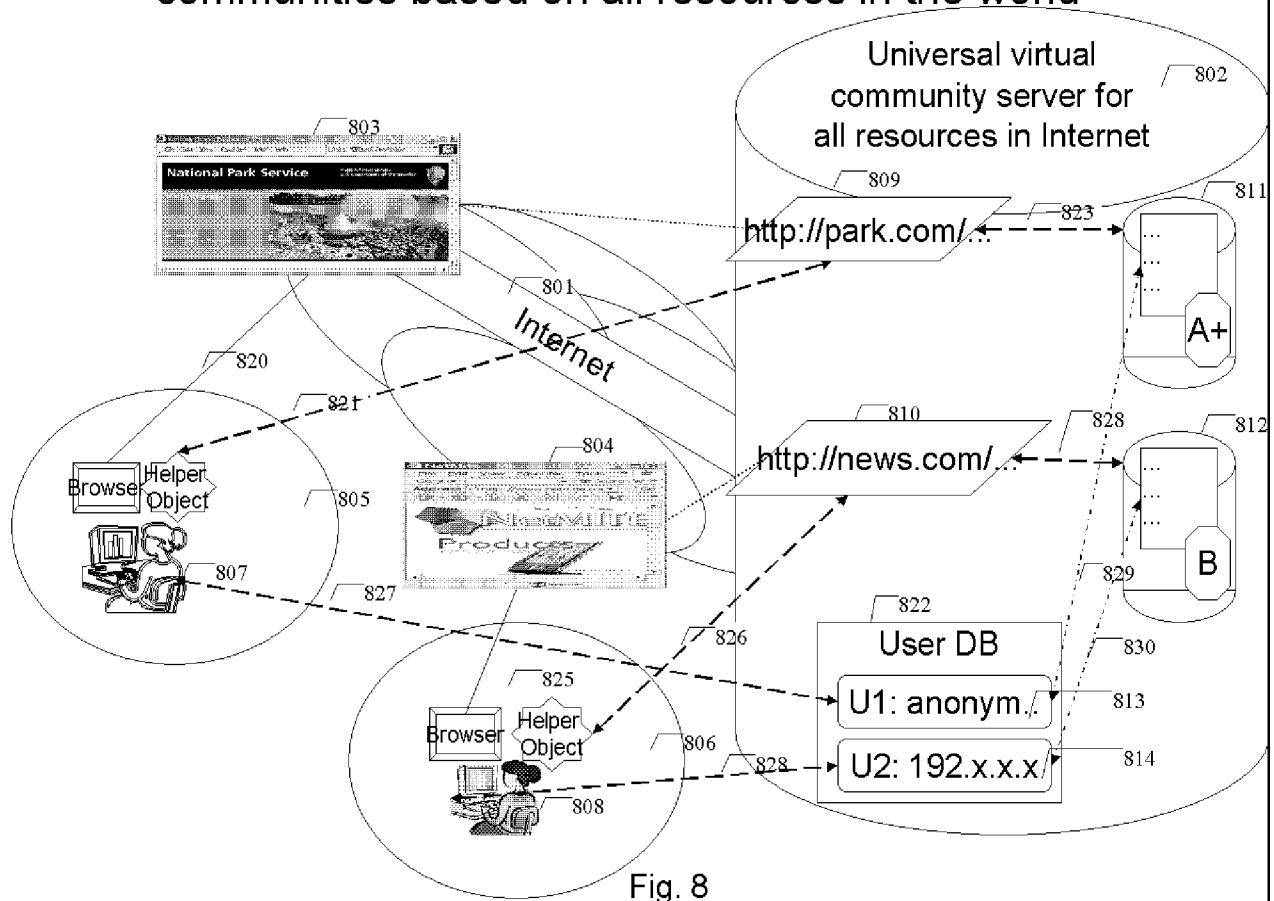 communities based on all resources in the world
Universal virtual
community server for
all resources in Internet
802
803
National Park Service
809
811
http://park.com/...
823
...
...
...
A+
801
Internet
820
821
810
828
812
804
http://news.com/...
...
...
...
B
Browser
Helper
Object
805
NetMITE
Products
807
827
829
822
826
User DB
830
825
U1: anonym..
813
Browser
Helper
Object
806
U2: 192.x.x.x
814
828
808
Fig. 8